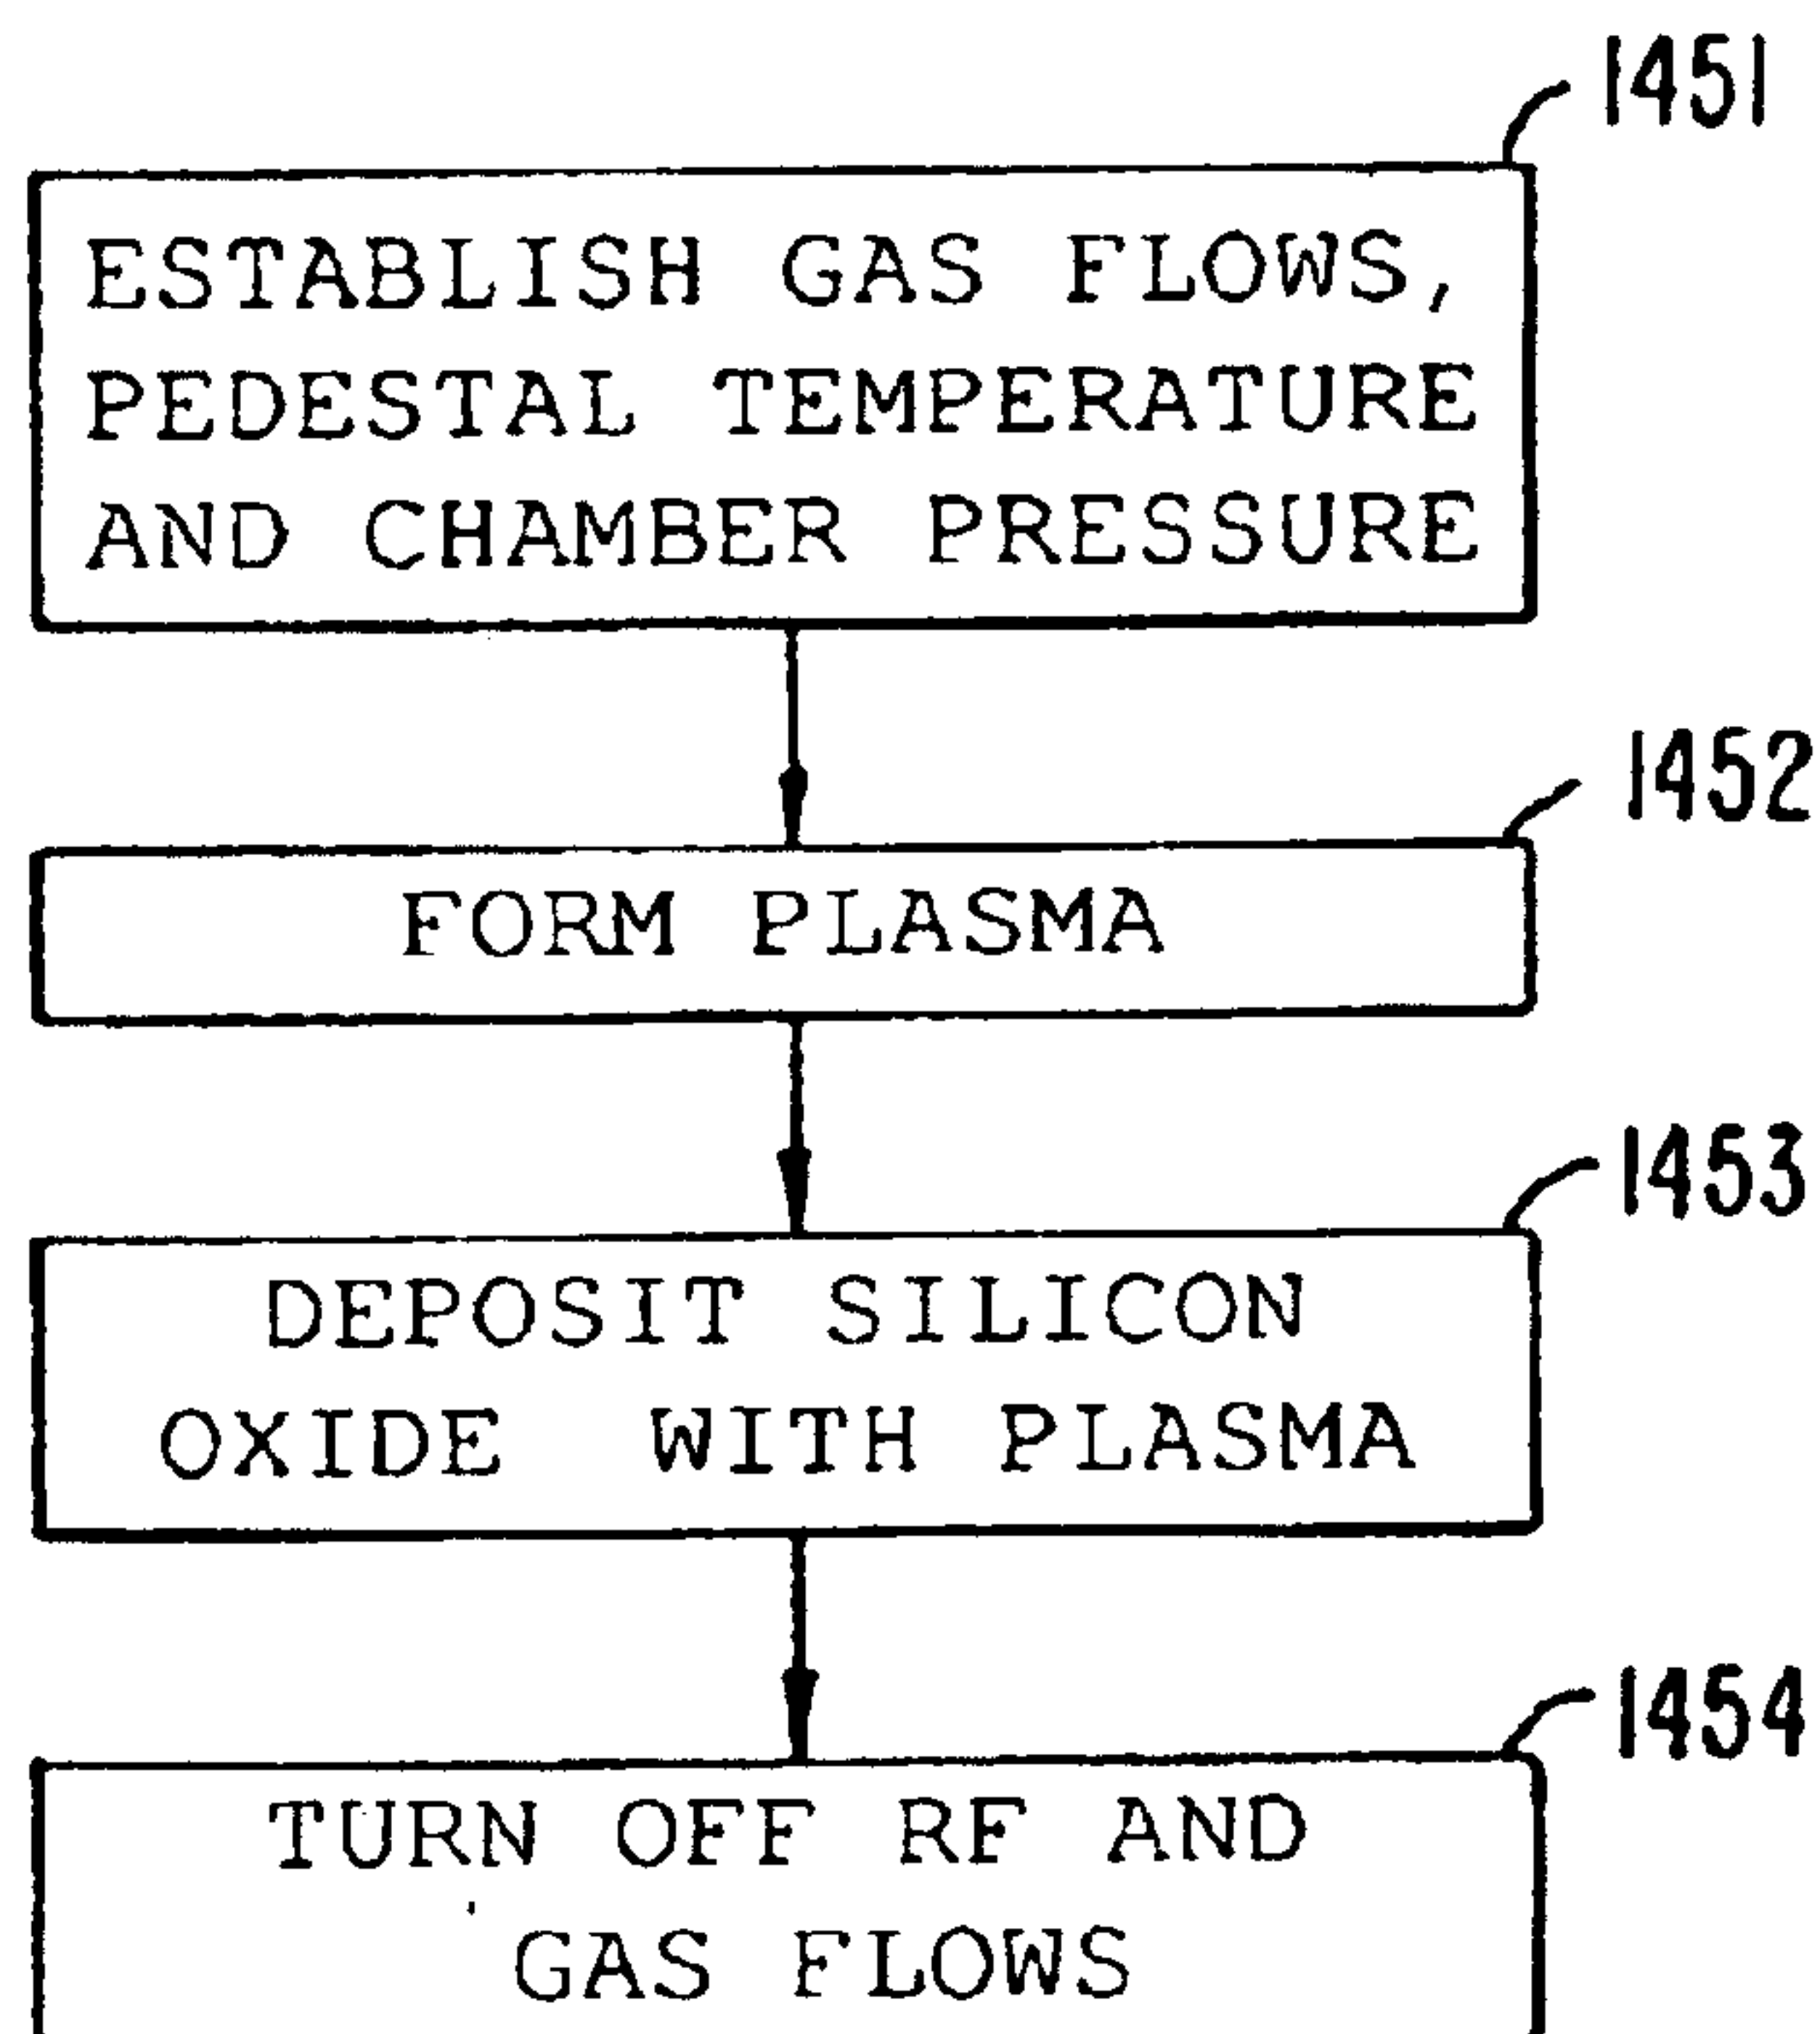 1451
ESTABLISH GAS FLOWS,
PEDESTAL TEMPERATURE
AND CHAMBER PRESSURE
1452
FORM PLASMA
1453
DEPOSIT SILICON
OXIDE WITH PLASMA
1454
TURN OFF RF AND
GAS FLOWS